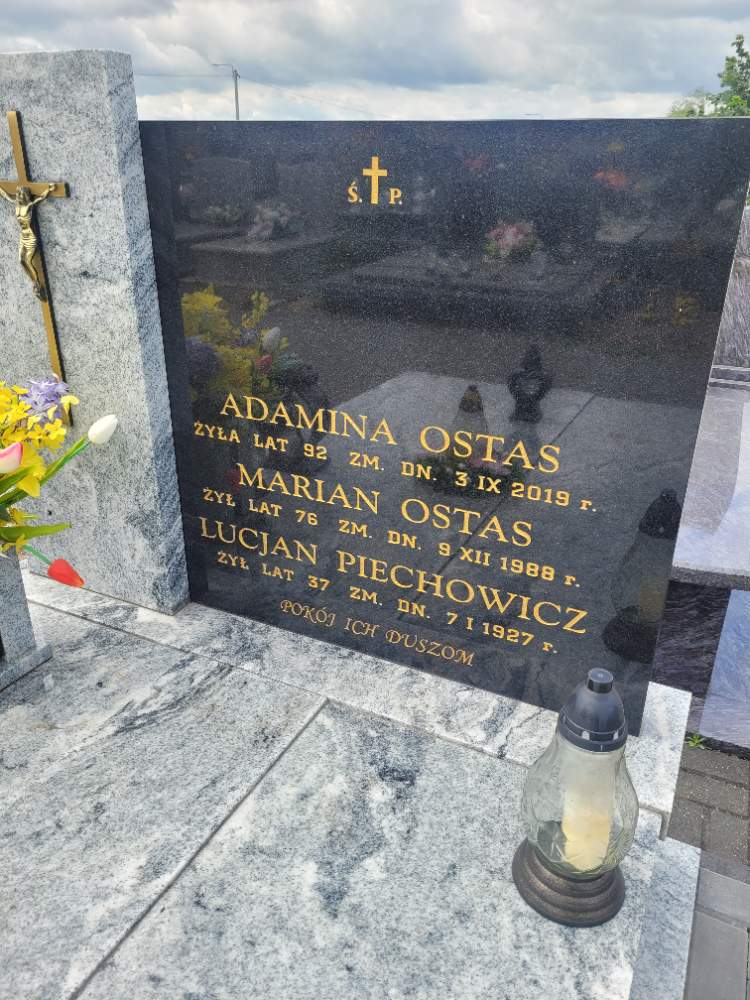 Ś. P.
ADAMINA OSTAS
ŻYŁA LAT 92 ZM. DN. 3 IX 2019 r.
MARIAN OSTAS
ŻYŁ LAT 76 ZM. DN. 9 XII 1988 r.
LUCJAN PIECHOWICZ
ŻYŁ LAT 37 ZM. DN. 7 I 1927 r.
POKÓJ ICH DUSZOM